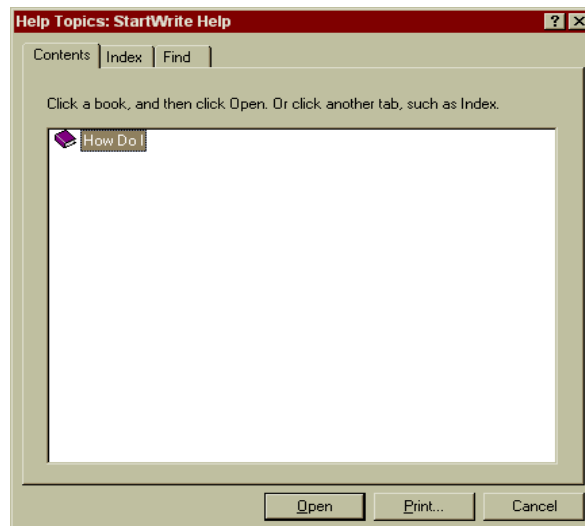 Help Topics: StartWrite Help
Contents Index Find
Click a book, and then click Open. Or click another tab, such as Index.
How Do I
Open Print... Cancel